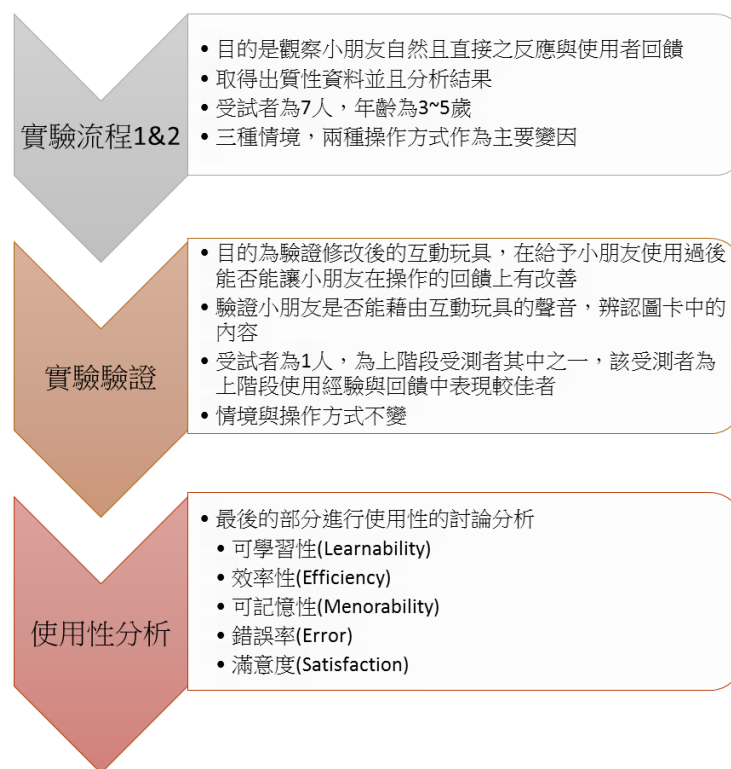 實驗流程1&2
• 目的是觀察小朋友自然且直接之反應與使用者回饋
• 取得出質性資料並且分析結果
• 受試者為7人，年齡為3~5歲
• 三種情境，兩種操作方式作為主要變因
實驗驗證
• 目的為驗證修改後的互動玩具，在給予小朋友使用過後
能否能讓小朋友在操作的回饋上有改善
• 驗證小朋友是否能藉由互動玩具的聲音，辨認圖卡中的
內容
• 受試者為1人，為上階段受測者其中之一，該受測者為
上階段使用經驗與回饋中表現較佳者
• 情境與操作方式不變
使用性分析
• 最後的部分進行使用性的討論分析
• 可學習性(Learnability)
• 效率性(Efficiency)
• 可記憶性(Menorability)
• 錯誤率(Error)
• 滿意度(Satisfaction)